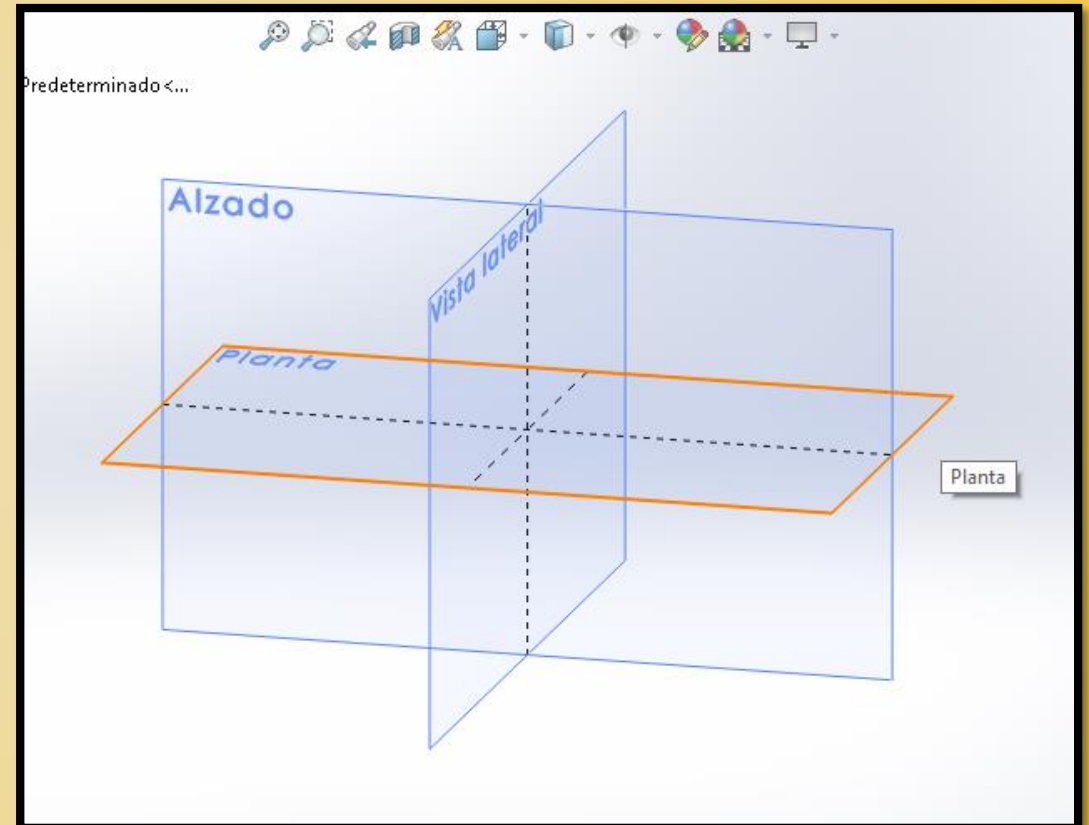 Predeterminado<...
Alzado
Vista lateral
Planta
Planta